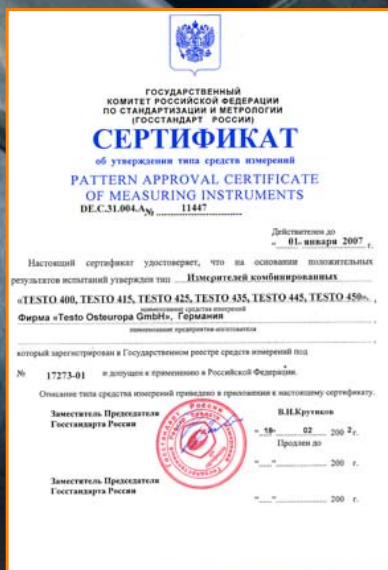 ГОСУДАРСТВЕННЫЙ
КОМИТЕТ РОССИЙСКОЙ ФЕДЕРАЦИИ
ПО СТАНДАРТИЗАЦИИ И МЕТРОЛОГИИ
(ГОССТАНДАРТ РОССИИ)
СЕРТИФИКАТ
об утверждении типа средств измерений
PATTERN APPROVAL CERTIFICATE
OF MEASURING INSTRUMENTS
DE.C.31.004.A № 11447
Действителен до
" 01 января 2007 г.
Настоящий сертификат удостоверяет, что на основании положительных
результатов испытаний утвержден тип Измерителей комбинированных
«TESTO 400, TESTO 415, TESTO 425, TESTO 435, TESTO 445, TESTO 450»,
наименование средства измерений
Фирма «Testo Osteuropa GmbH», Германия
наименование предприятия-изготовителя
который зарегистрирован в Государственном реестре средств измерений под
№ 17273-01 и допущен к применению в Российской Федерации.
Описание типа средства измерений приведено в приложении к настоящему сертификату.
Заместитель Председателя
Госстандарта России
В.Н.Крутиков
" 18 " 02 200 2 г.
Продлен до
" " 200 г.
Заместитель Председателя
Госстандарта России
" " 200 г.